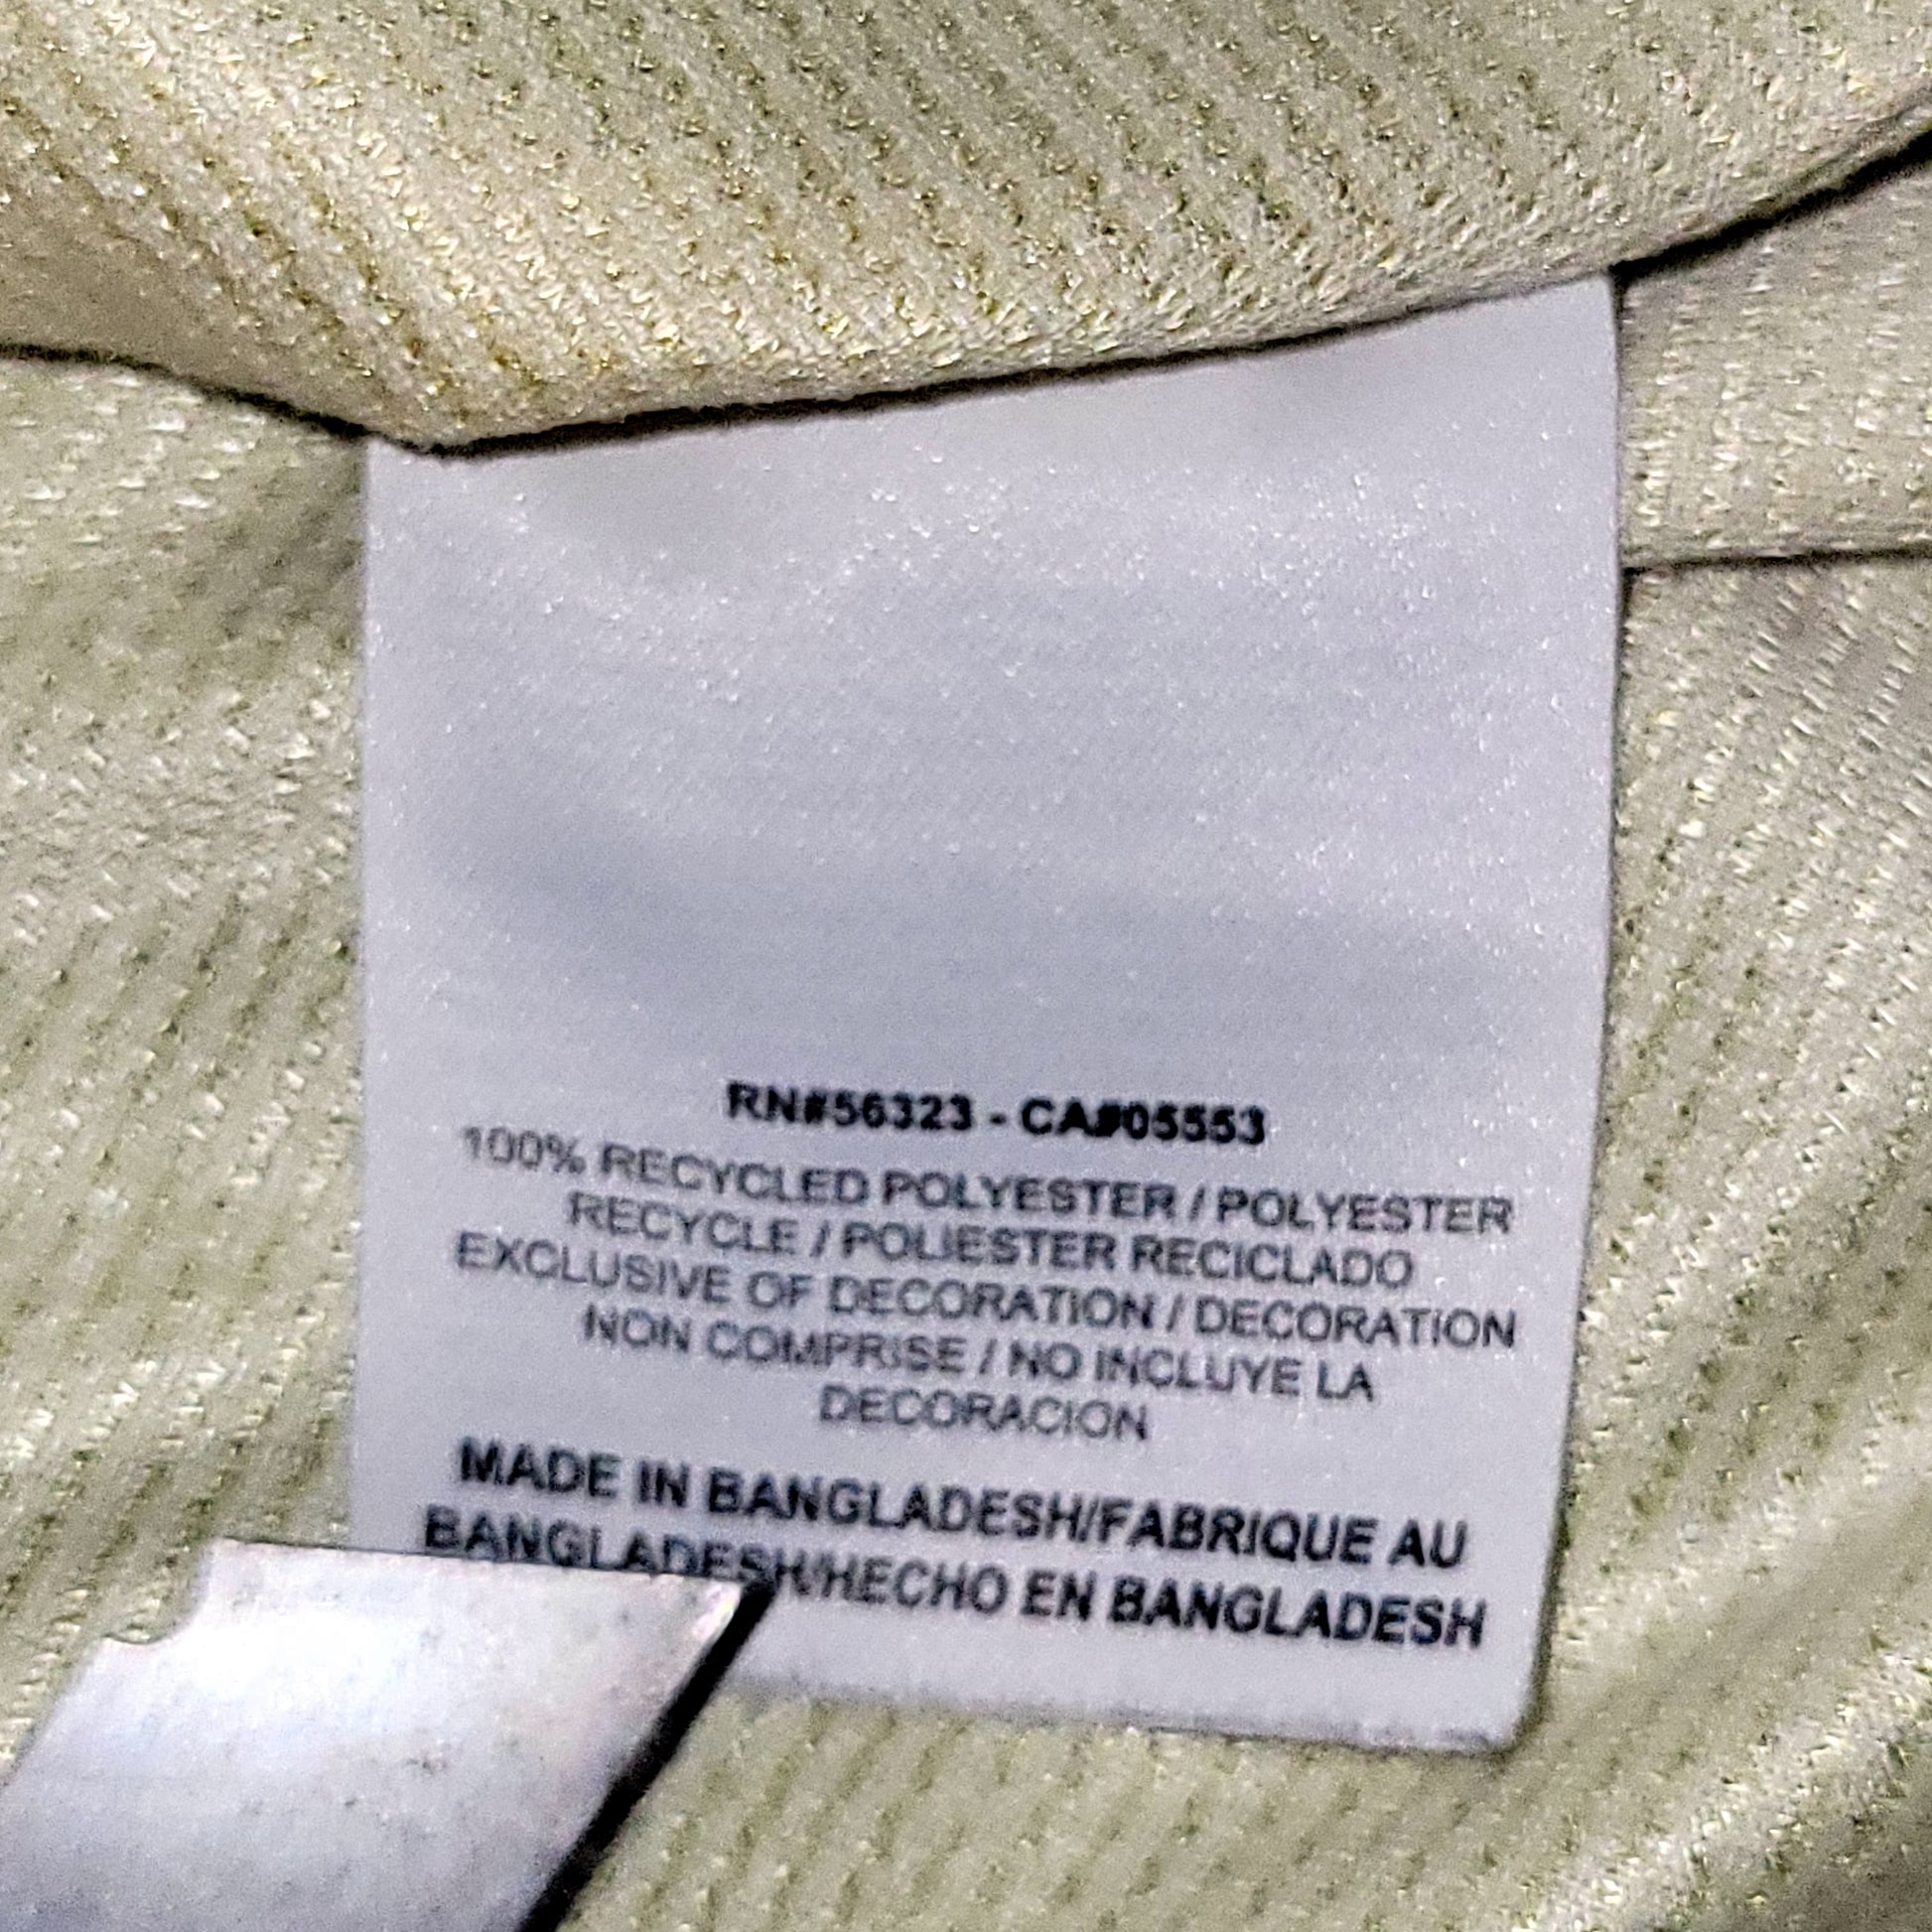 RN#56323 - CA#05553
100% RECYCLED POLYESTER / POLYESTER
RECYCLE / POLIESTER RECICLADO
EXCLUSIVE OF DECORATION / DECORATION
NON COMPRISE / NO INCLUYE LA
DECORACION
MADE IN BANGLADESH/FABRIQUE AU
BANGLADESH/HECHO EN BANGLADESH